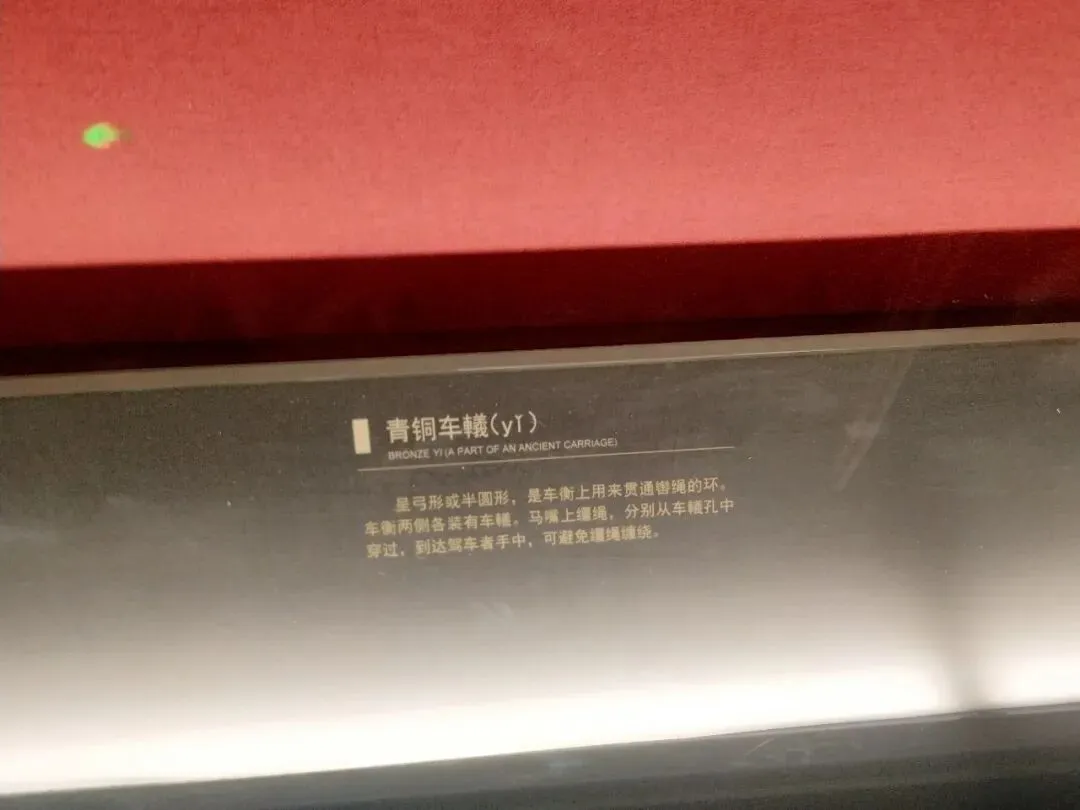 青铜车轙(yǐ)
BRONZE YI (A PART OF AN ANCIENT CARRIAGE)
呈弓形或半圆形，是车衡上用来贯通辔绳的环。
车衡两侧各装有车轙。马嘴上缰绳，分别从车轙孔中
穿过，到达驾车者手中，可避免缰绳缠绕。